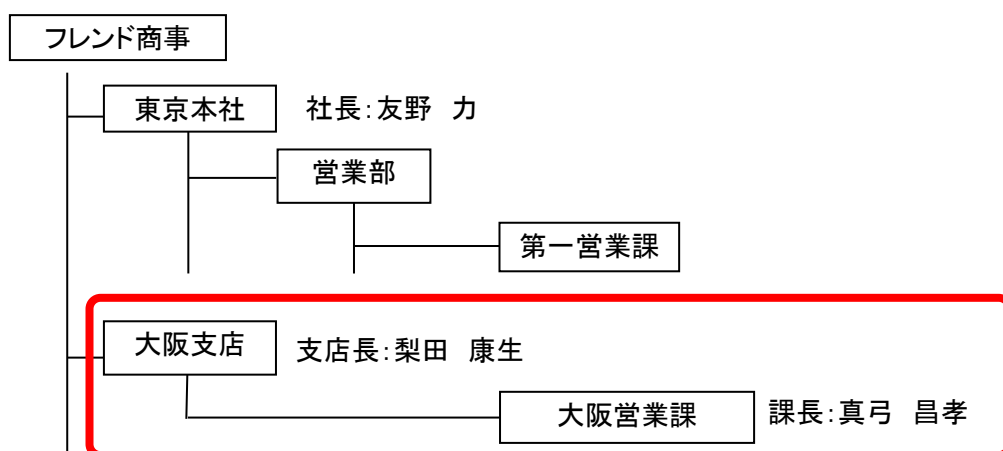 フレンド商事
東京本社　社長：友野　力
営業部
第一営業課
大阪支店　支店長：梨田　康生
大阪営業課　課長：真弓　昌孝